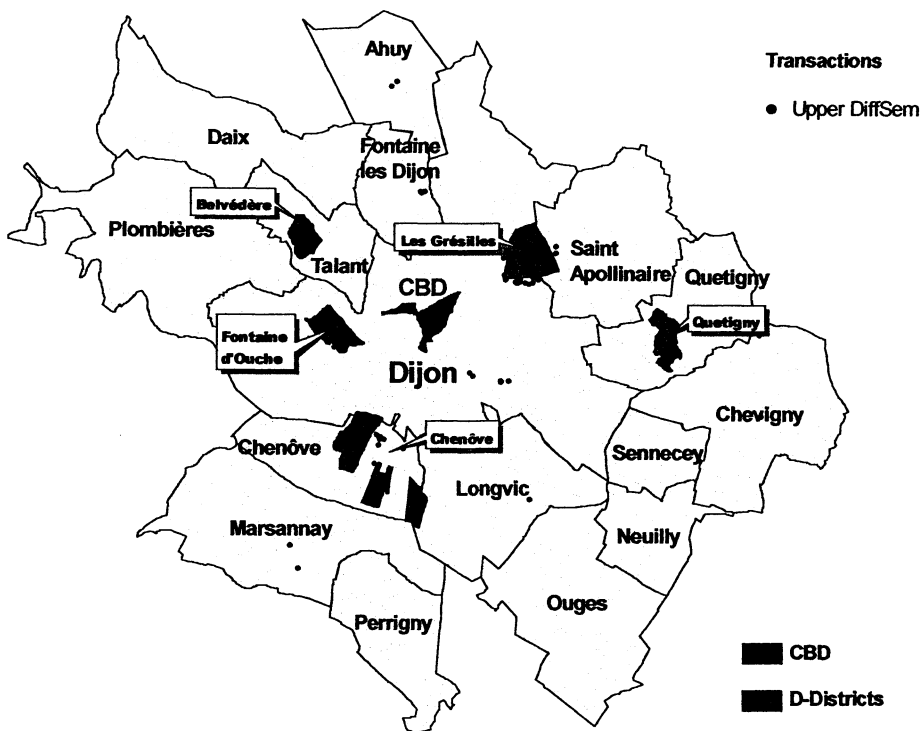 Ahuy
Transactions
Upper DiffSem
Daix
Fontaine
les Dijon
Belvédère
Plombières
Talant
Les Grésilles
Saint
Apollinaire
Quetigny
CBD
Quetigny
Fontaine
d'Ouche
Dijon
Chevigny
Chenôve
Chenôve
Sennecey
Longvic
Marsannay
Neuilly
Ouges
Perrigny
CBD
D-Districts